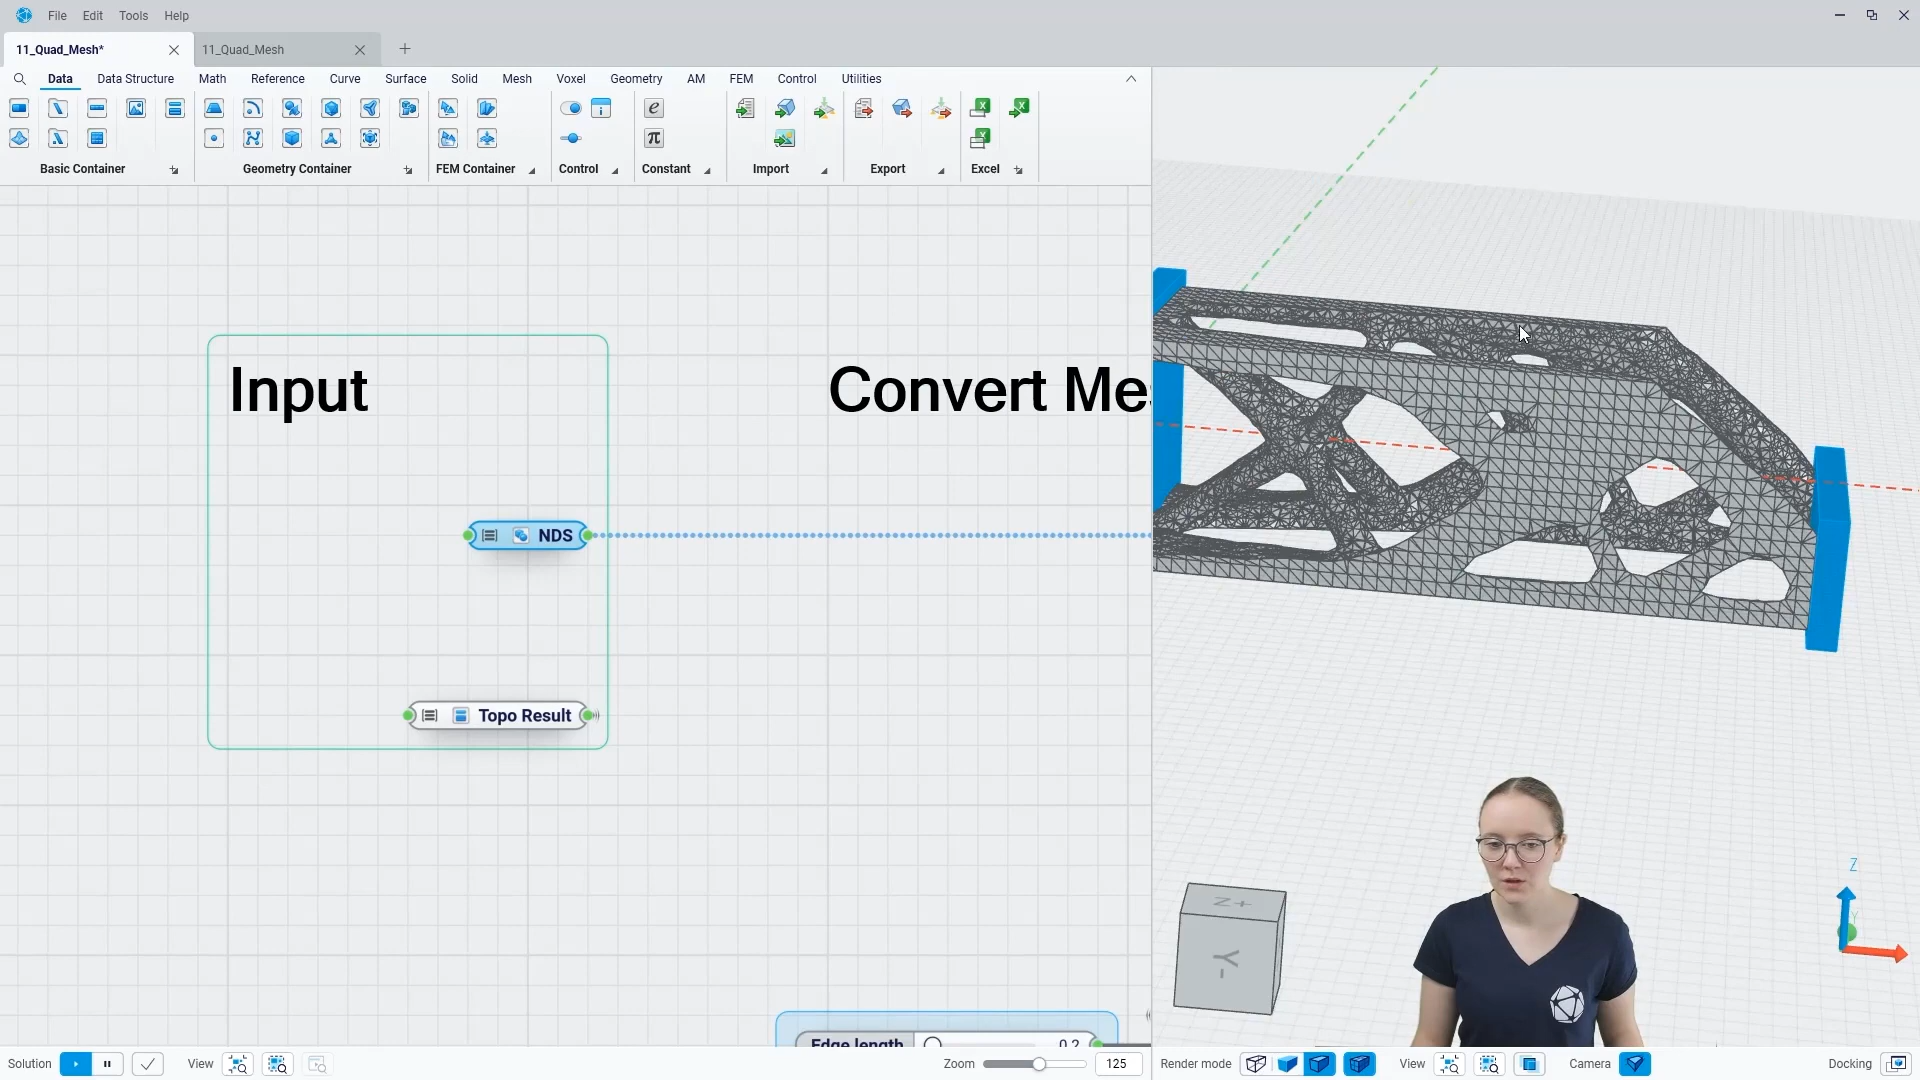 File Edit Tools Help
11_Quad_Mesh* 11_Quad_Mesh
Data Data Structure Math Reference Curve Surface Solid Mesh Voxel Geometry AM FEM Control Utilities
Basic Container Geometry Container FEM Container Control Constant Import Export Excel
Input
Convert Me
NDS
Topo Result
Edge length 0.2
Z
Y
Z+
Y-
Solution View Zoom 125 Render mode View Camera Docking